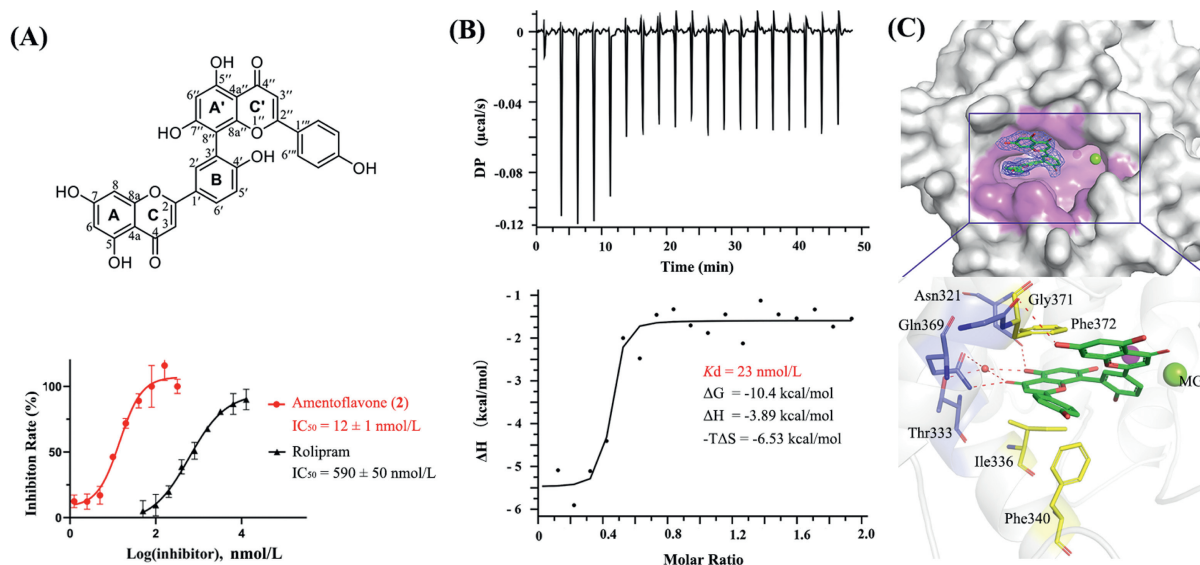 (A)
OH
O
5''
4''
4a''
6''
3''
A'
C'
HO
7''
8''
8a''
O
1''
2''
1'''
6'''
OH
3'
OH
4'
2'
B
5'
1'
6'
HO
8
7
8a
O
2
A
C
6
4
4a
3
5
OH
O
Inhibiton Rate (%)
100
50
0
0
2
4
Log(inhibitor), nmol/L
Amentoflavone (2)
IC50 = 12 ± 1 nmol/L
Rolipram
IC50 = 590 ± 50 nmol/L
(B)
DP (μcal/s)
0
-0.04
-0.08
-0.12
0
10
20
30
40
50
Time (min)
ΔH (kcal/mol)
-1
-2
-3
-4
-5
-6
0
0.4
0.8
1.2
1.6
2.0
Molar Ratio
Kd = 23 nmol/L
ΔG = -10.4 kcal/mol
ΔH = -3.89 kcal/mol
-TΔS = -6.53 kcal/mol
(C)
Asn321
Gly371
Gln369
Phe372
MG
Thr333
Ile336
Phe340